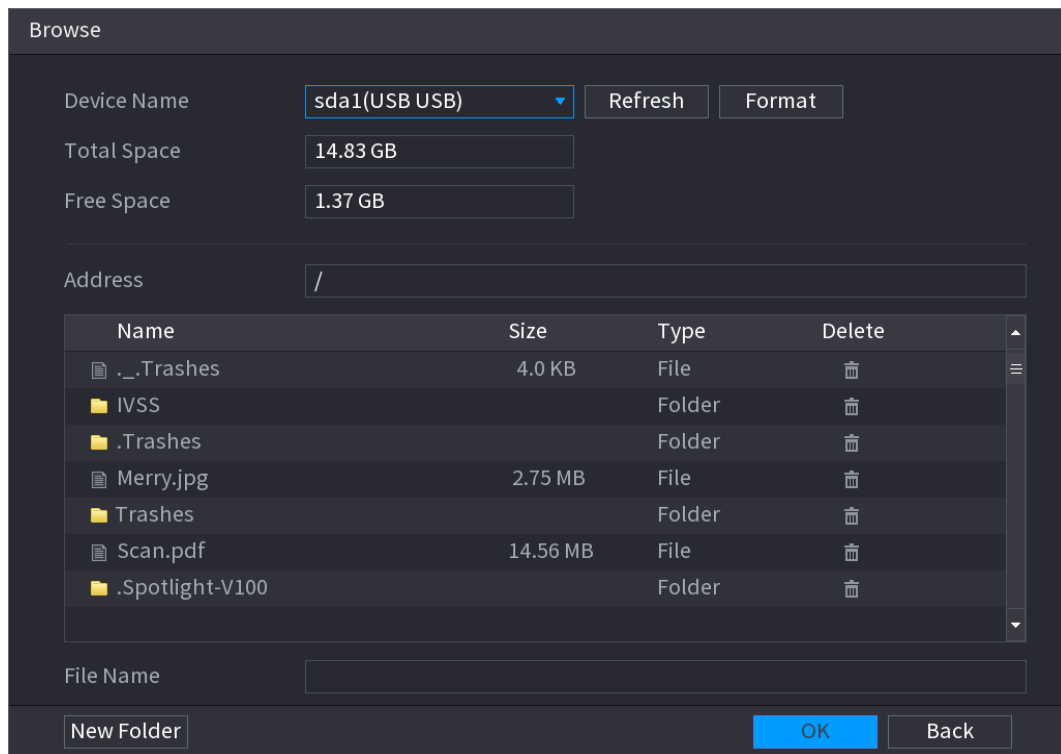 Browse
Device Name sda1(USB USB) Refresh Format
Total Space 14.83 GB
Free Space 1.37 GB
Address /
Name Size Type Delete
._.Trashes 4.0 KB File
IVSS Folder
.Trashes Folder
Merry.jpg 2.75 MB File
Trashes Folder
Scan.pdf 14.56 MB File
.Spotlight-V100 Folder
File Name
New Folder OK Back